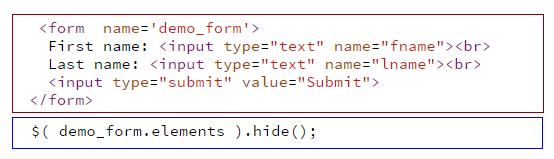 <form  name='demo_form'>
First name: <input type="text" name="fname"><br>
Last name: <input type="text" name="lname"><br>
<input type="submit" value="Submit">
</form>
$( demo_form.elements ).hide();